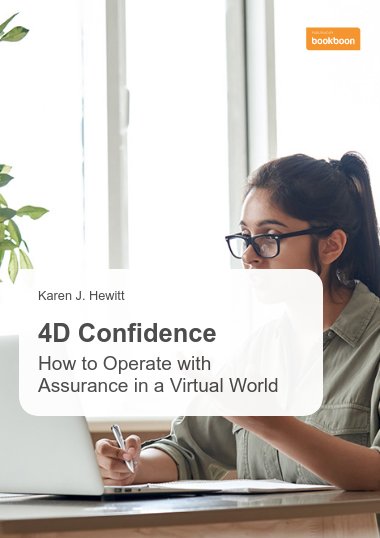 bookboon
Karen J. Hewitt
4D Confidence
How to Operate with
Assurance in a Virtual World